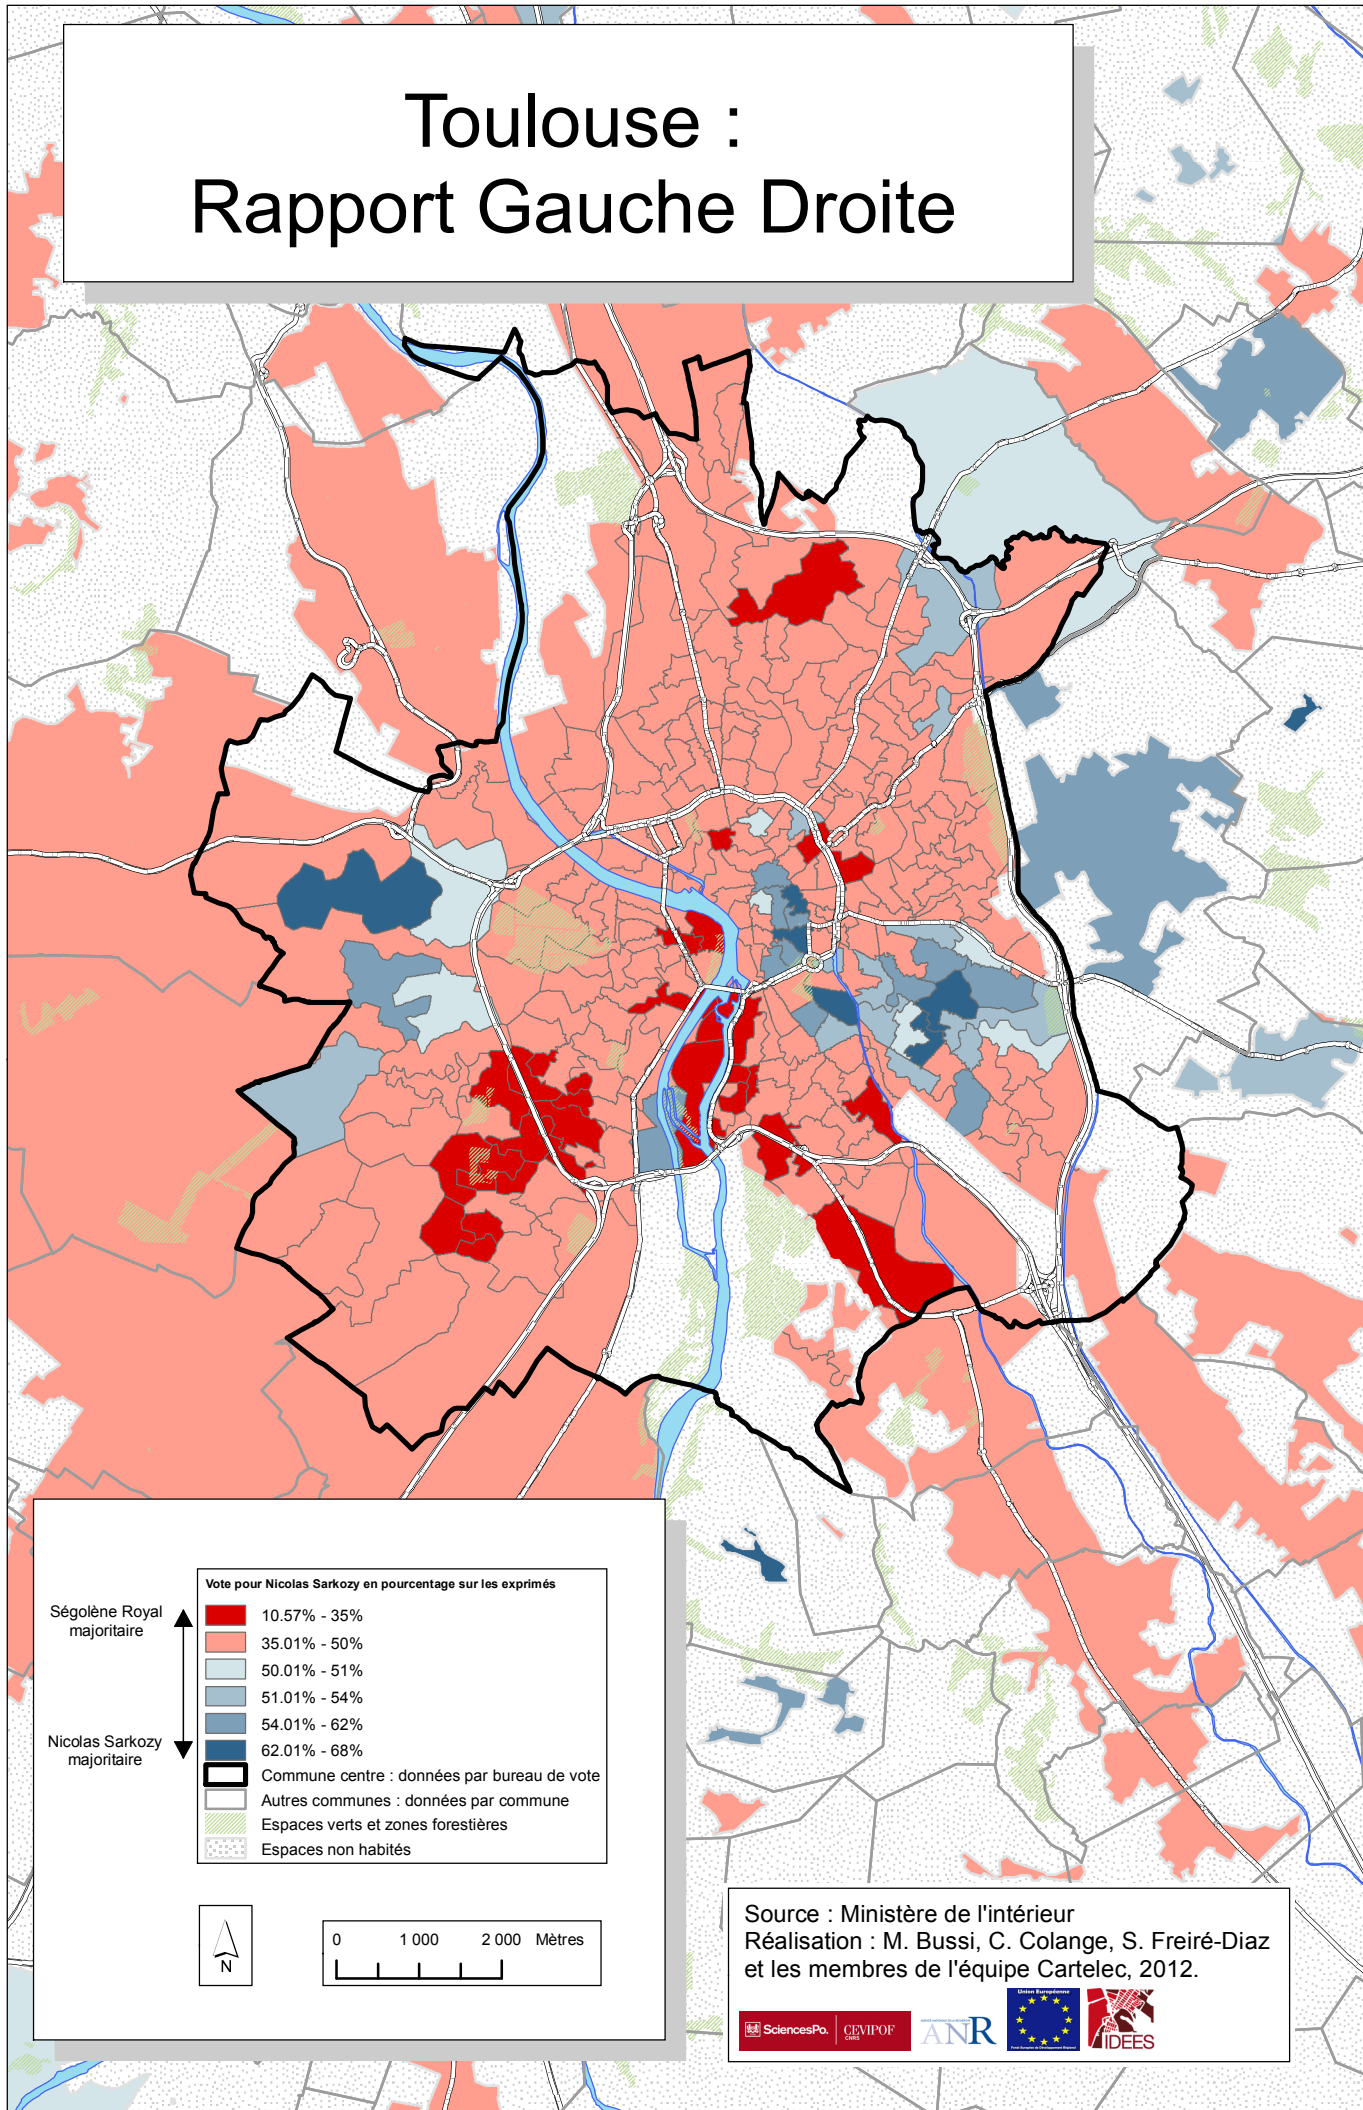 Toulouse :
Rapport Gauche Droite
Vote pour Nicolas Sarkozy en pourcentage sur les exprimés
Ségolène Royal
majoritaire
Nicolas Sarkozy
majoritaire
10.57% - 35%
35.01% - 50%
50.01% - 51%
51.01% - 54%
54.01% - 62%
62.01% - 68%
Commune centre : données par bureau de vote
Autres communes : données par commune
Espaces verts et zones forestières
Espaces non habités
N
0 1 000 2 000 Mètres
Source : Ministère de l'intérieur
Réalisation : M. Bussi, C. Colange, S. Freiré-Diaz
et les membres de l'équipe Cartelec, 2012.
SciencesPo. CEVIPOF
CNRS
ANR
Union Européenne
IDEES